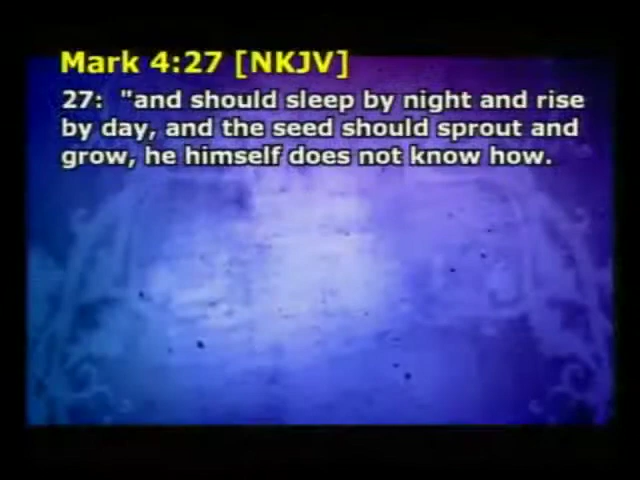 Mark 4:27 [NKJV]
27:  "and should sleep by night and rise
by day, and the seed should sprout and
grow, he himself does not know how.